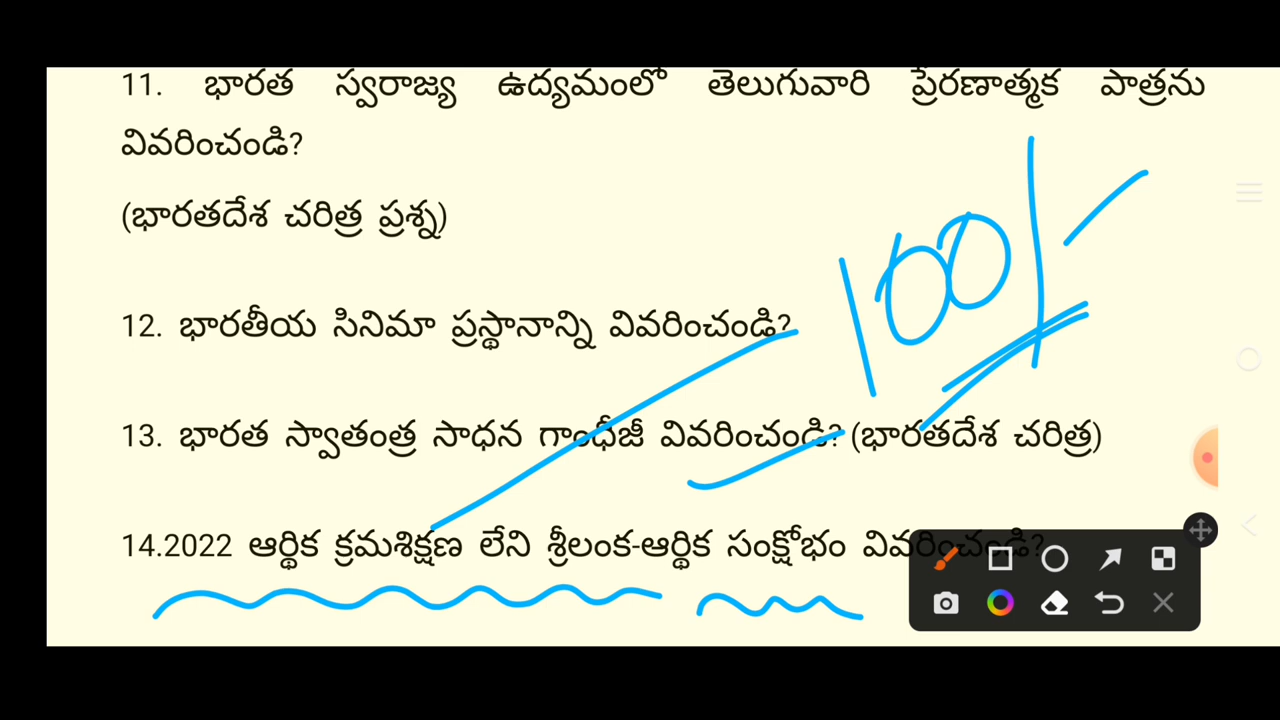 11. భారత స్వరాజ్య ఉద్యమంలో తెలుగువారి ప్రేరణాత్మక పాత్రను
వివరించండి?
(భారతదేశ చరిత్ర ప్రశ్న)
100/-
12. భారతీయ సినిమా ప్రస్థానాన్ని వివరించండి?
13. భారత స్వాతంత్ర సాధన గాంధీజీ వివరించండి? (భారతదేశ చరిత్ర)
14.2022 ఆర్థిక క్రమశిక్షణ లేని శ్రీలంక-ఆర్థిక సంక్షోభం వివరించండి?